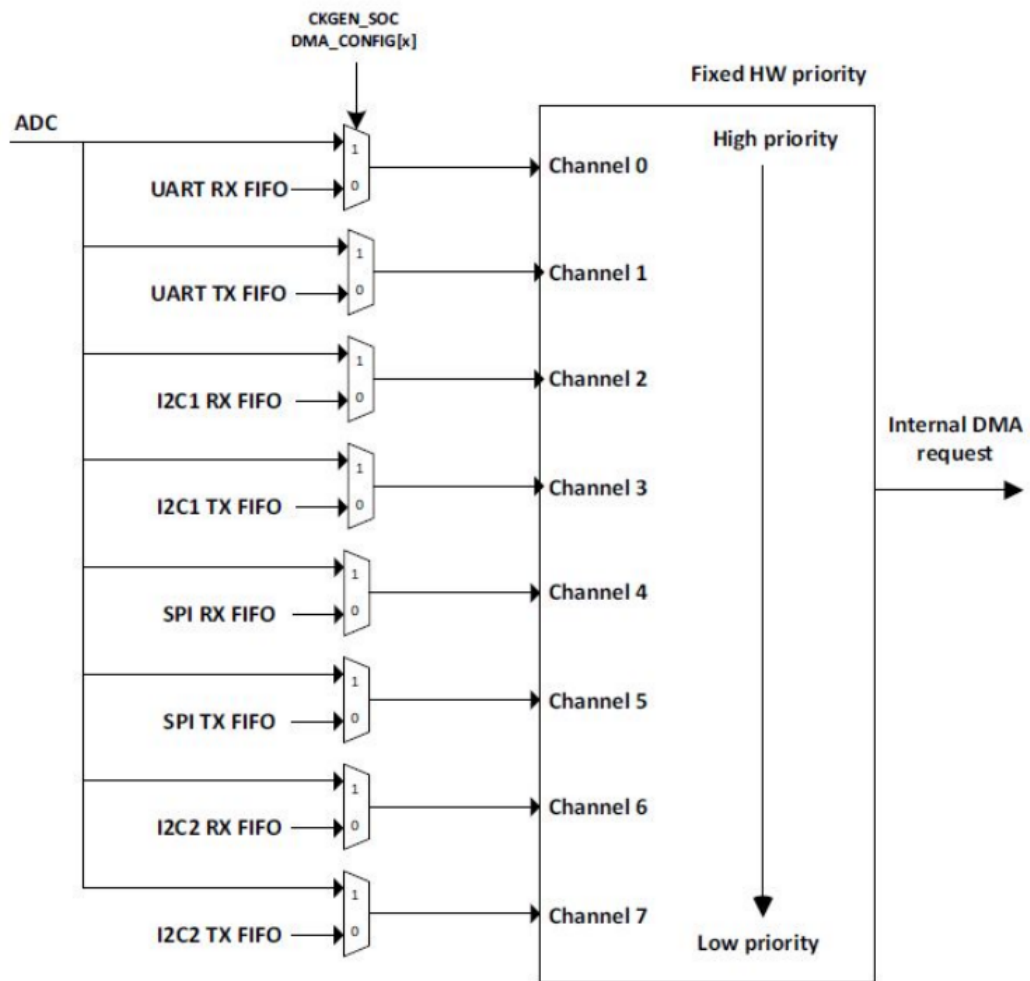 CKGEN_SOC
DMA_CONFIG[x]
Fixed HW priority
ADC
High priority
1
Channel 0
UART RX FIFO
0
1
Channel 1
UART TX FIFO
0
1
Channel 2
I2C1 RX FIFO
0
Internal DMA
request
1
Channel 3
I2C1 TX FIFO
0
1
Channel 4
SPI RX FIFO
0
1
Channel 5
SPI TX FIFO
0
1
Channel 6
I2C2 RX FIFO
0
1
Channel 7
I2C2 TX FIFO
0
Low priority